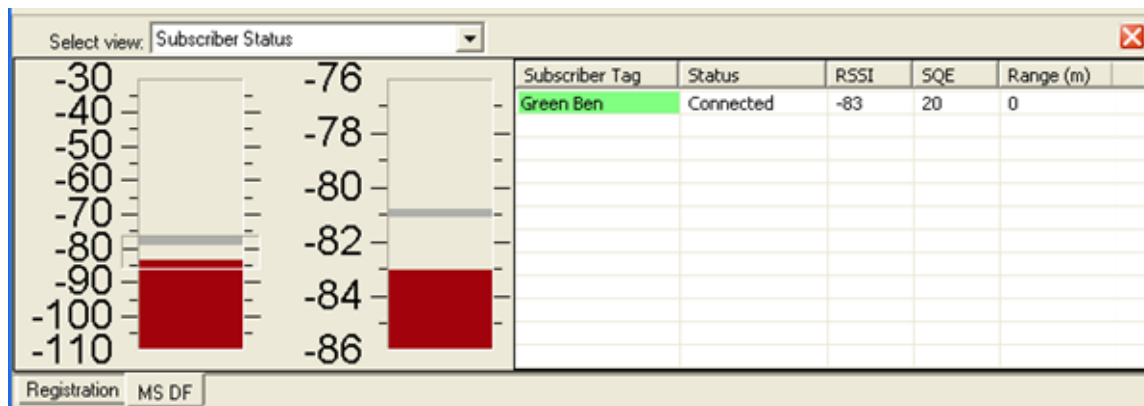 Select view: Subscriber Status
-30 -76 Subscriber Tag Status RSSI SQE Range (m)
-40 Green Ben Connected -83 20 0
-50 -78
-60 -80
-70
-80 -82
-90
-100 -84
-110 -86
Registration MS DF